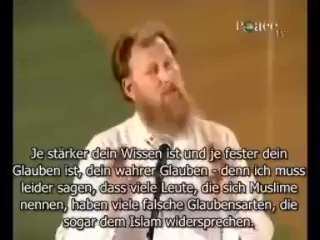 Peace
tv
Je stärker dein Wissen ist und je fester dein
Glauben ist, dein wahrer Glauben - denn ich muss
leider sagen, dass viele Leute, die sich Muslime
nennen, haben viele falsche Glaubensarten, die
sogar dem Islam widersprechen.